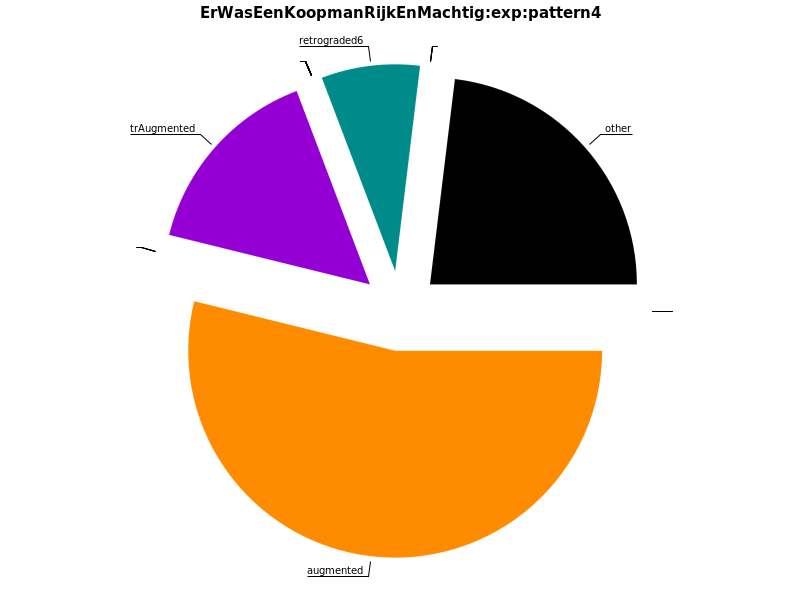 ErWasEenKoopmanRijkEnMachtig:exp:pattern4
retrograded6
other
trAugmented
augmented